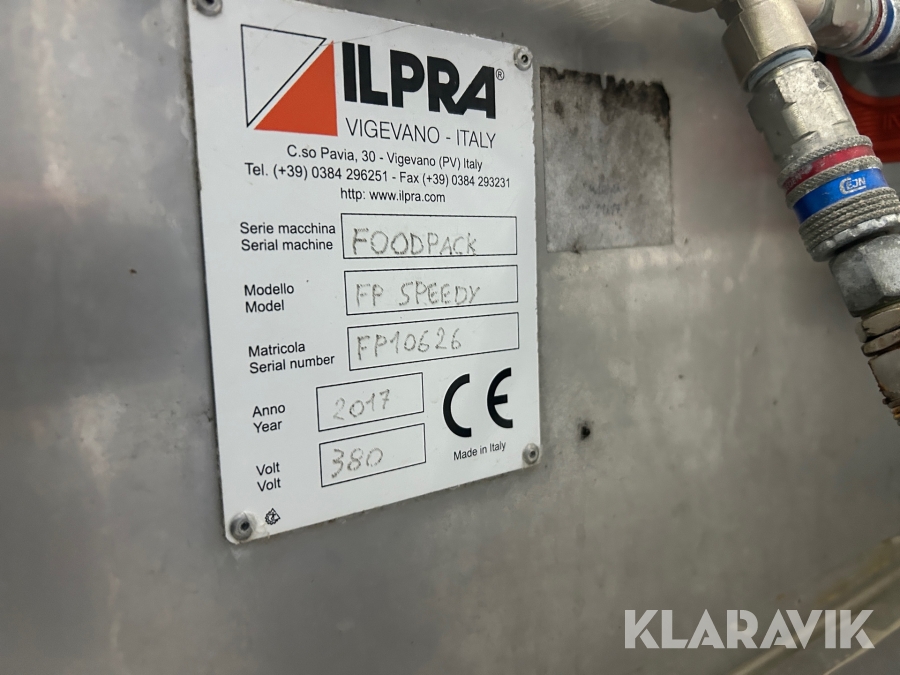 ILPRA®
VIGEVANO - ITALY
C.so Pavia, 30 - Vigevano (PV) Italy
Tel. (+39) 0384 296251 - Fax (+39) 0384 293231
http: www.ilpra.com
Serie macchina
Serial machine
FOODPACK
Modello
Model
FP SPEEDY
Matricola
Serial number
FP10626
Anno
Year
2017
Volt
Volt
380
CE
Made in Italy
CEJN
KLARAVIK